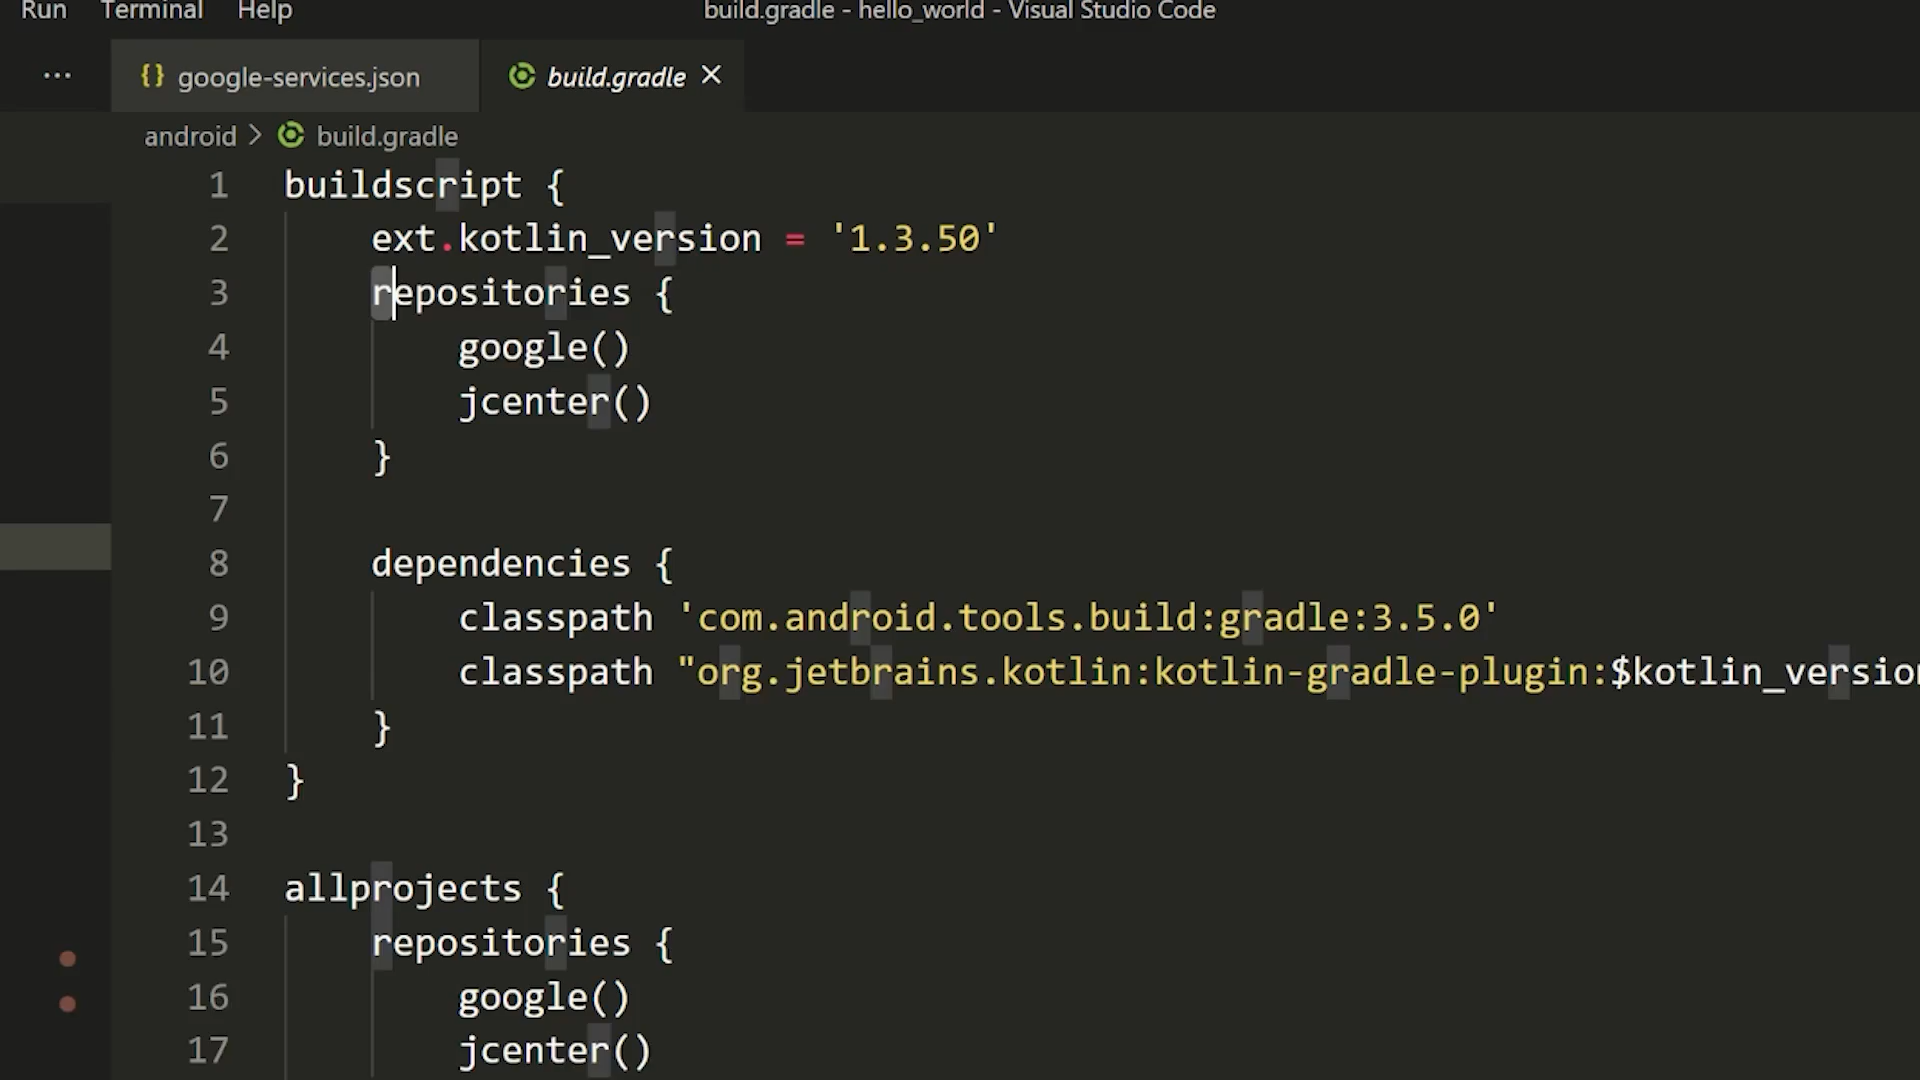 Run Terminal Help build.gradle - hello_world - Visual Studio Code
... {} google-services.json build.gradle ×
android > build.gradle
1 buildscript {
2 ext.kotlin_version = '1.3.50'
3 repositories {
4 google()
5 jcenter()
6 }
7
8 dependencies {
9 classpath 'com.android.tools.build:gradle:3.5.0'
10 classpath "org.jetbrains.kotlin:kotlin-gradle-plugin:$kotlin_version
11 }
12 }
13
14 allprojects {
15 repositories {
16 google()
17 jcenter()